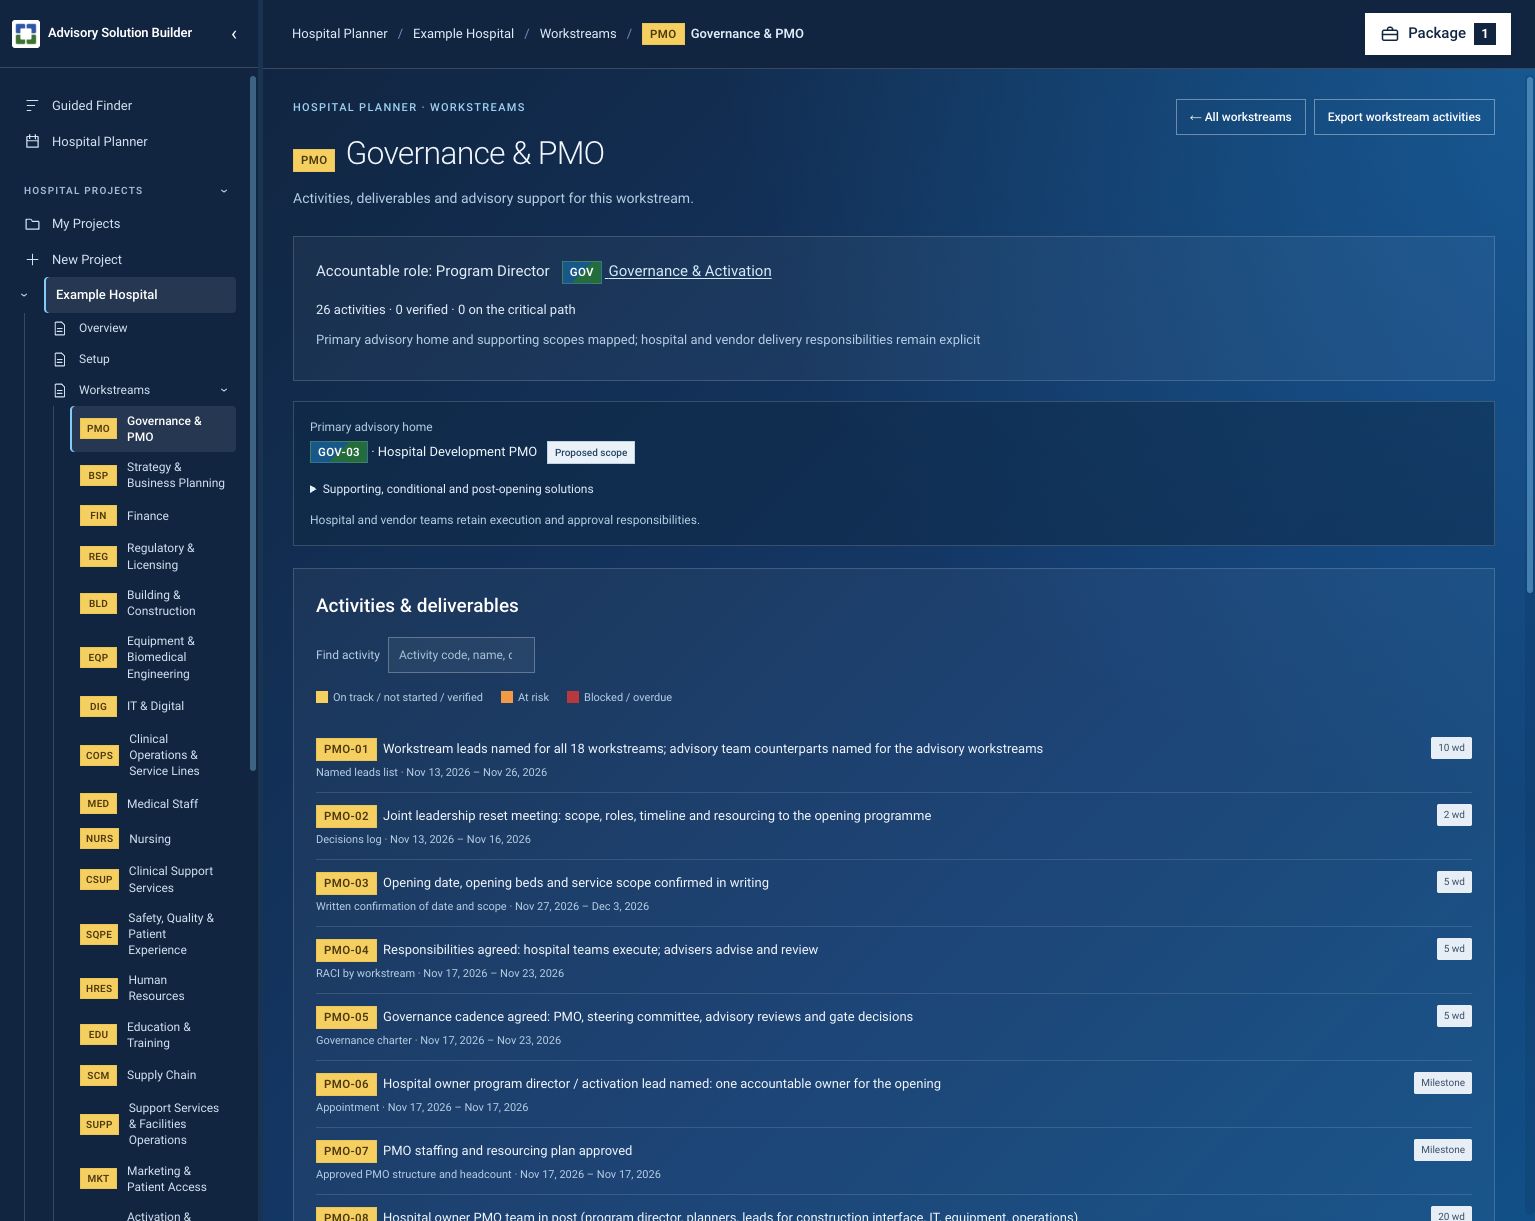 Advisory Solution Builder
Guided Finder
Hospital Planner
HOSPITAL PROJECTS
My Projects
New Project
Example Hospital
Overview
Setup
Workstreams
PMO Governance &
PMO
BSP Strategy &
Business Planning
FIN Finance
REG Regulatory &
Licensing
BLD Building &
Construction
EQP Equipment &
Biomedical
Engineering
DIG IT & Digital
COPS Clinical
Operations &
Service Lines
MED Medical Staff
NURS Nursing
CSUP Clinical Support
Services
SQPE Safety, Quality &
Patient
Experience
HRES Human
Resources
EDU Education &
Training
SCM Supply Chain
SUPP Support Services
& Facilities
Operations
MKT Marketing &
Patient Access
Activation &
Hospital Planner / Example Hospital / Workstreams / PMO Governance & PMO
Package 1
HOSPITAL PLANNER · WORKSTREAMS
← All workstreams
Export workstream activities
PMO Governance & PMO
Activities, deliverables and advisory support for this workstream.
Accountable role: Program Director GOV Governance & Activation
26 activities · 0 verified · 0 on the critical path
Primary advisory home and supporting scopes mapped; hospital and vendor delivery responsibilities remain explicit
Primary advisory home
GOV-03 · Hospital Development PMO Proposed scope
Supporting, conditional and post-opening solutions
Hospital and vendor teams retain execution and approval responsibilities.
Activities & deliverables
Find activity Activity code, name, c
On track / not started / verified At risk Blocked / overdue
PMO-01 Workstream leads named for all 18 workstreams; advisory team counterparts named for the advisory workstreams 10 wd
Named leads list · Nov 13, 2026 – Nov 26, 2026
PMO-02 Joint leadership reset meeting: scope, roles, timeline and resourcing to the opening programme 2 wd
Decisions log · Nov 13, 2026 – Nov 16, 2026
PMO-03 Opening date, opening beds and service scope confirmed in writing 5 wd
Written confirmation of date and scope · Nov 27, 2026 – Dec 3, 2026
PMO-04 Responsibilities agreed: hospital teams execute; advisers advise and review 5 wd
RACI by workstream · Nov 17, 2026 – Nov 23, 2026
PMO-05 Governance cadence agreed: PMO, steering committee, advisory reviews and gate decisions 5 wd
Governance charter · Nov 17, 2026 – Nov 23, 2026
PMO-06 Hospital owner program director / activation lead named: one accountable owner for the opening Milestone
Appointment · Nov 17, 2026 – Nov 17, 2026
PMO-07 PMO staffing and resourcing plan approved Milestone
Approved PMO structure and headcount · Nov 17, 2026 – Nov 17, 2026
PMO-08 Hospital owner PMO team in post (program director, planners, leads for construction interface, IT, equipment, operations) 20 wd